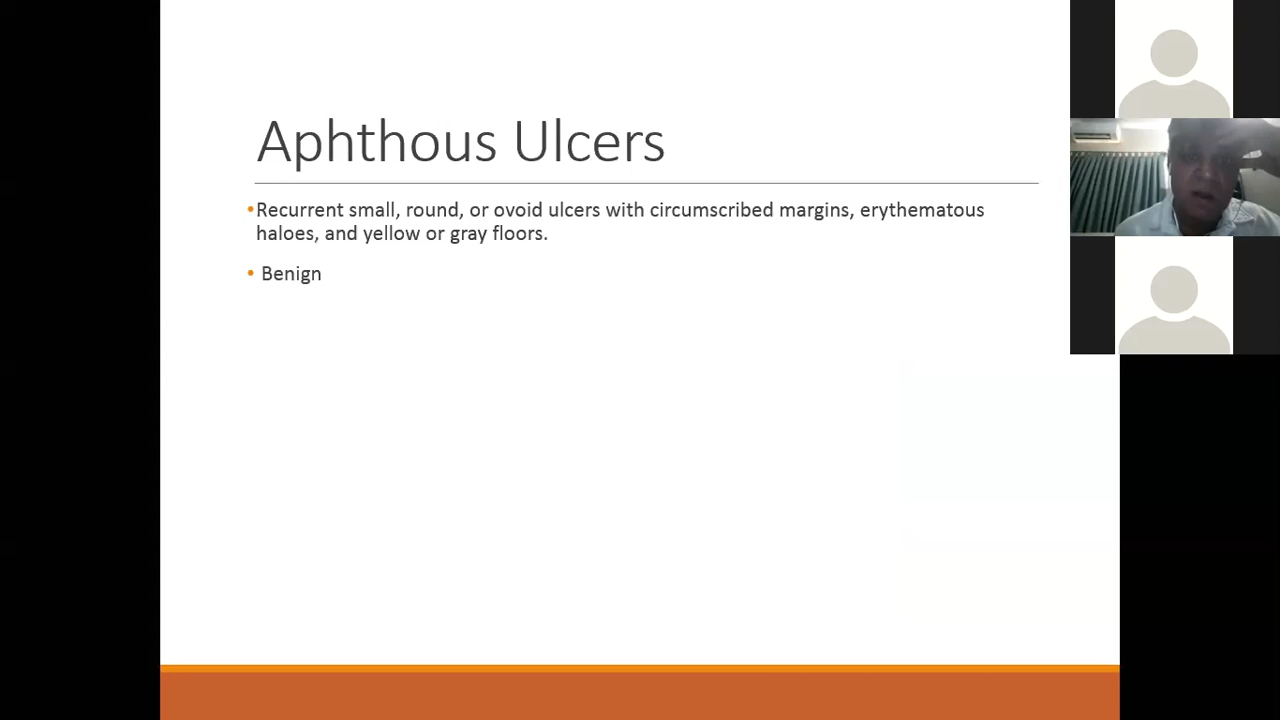 Aphthous Ulcers
•Recurrent small, round, or ovoid ulcers with circumscribed margins, erythematous
haloes, and yellow or gray floors.
• Benign